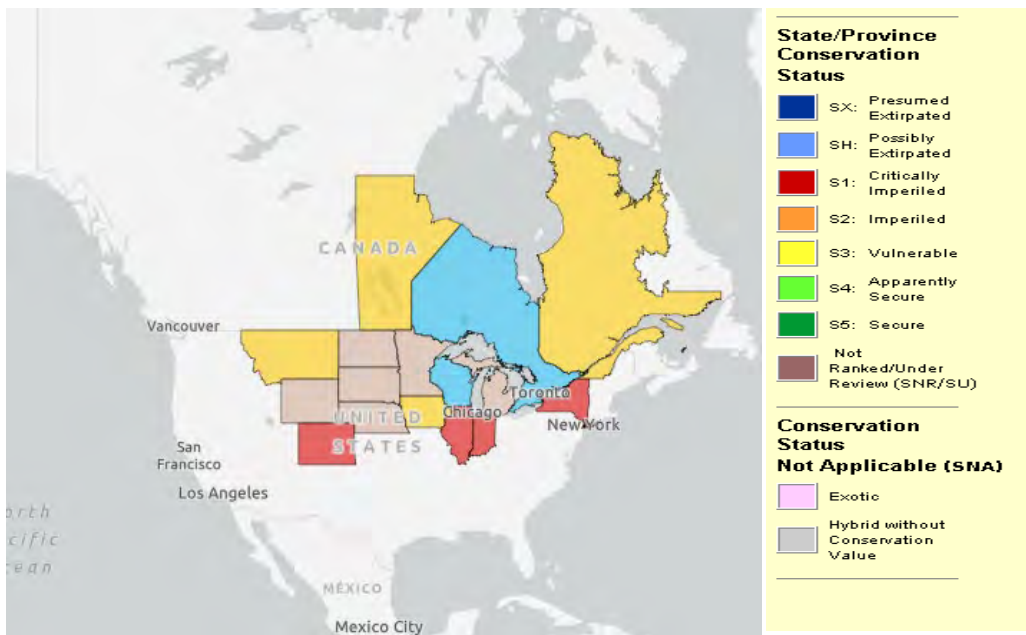 CANADA
Vancouver
Toronto
UNITED
Chicago
New York
STATES
San
Francisco
Los Angeles
MÉXICO
Mexico City
State/Province
Conservation
Status
SX: Presumed
Extirpated
SH: Possibly
Extirpated
S1: Critically
Imperiled
S2: Imperiled
S3: Vulnerable
S4: Apparently
Secure
S5: Secure
Not
Ranked/Under
Review (SNR/SU)
Conservation
Status
Not Applicable (SNA)
Exotic
Hybrid without
Conservation
Value